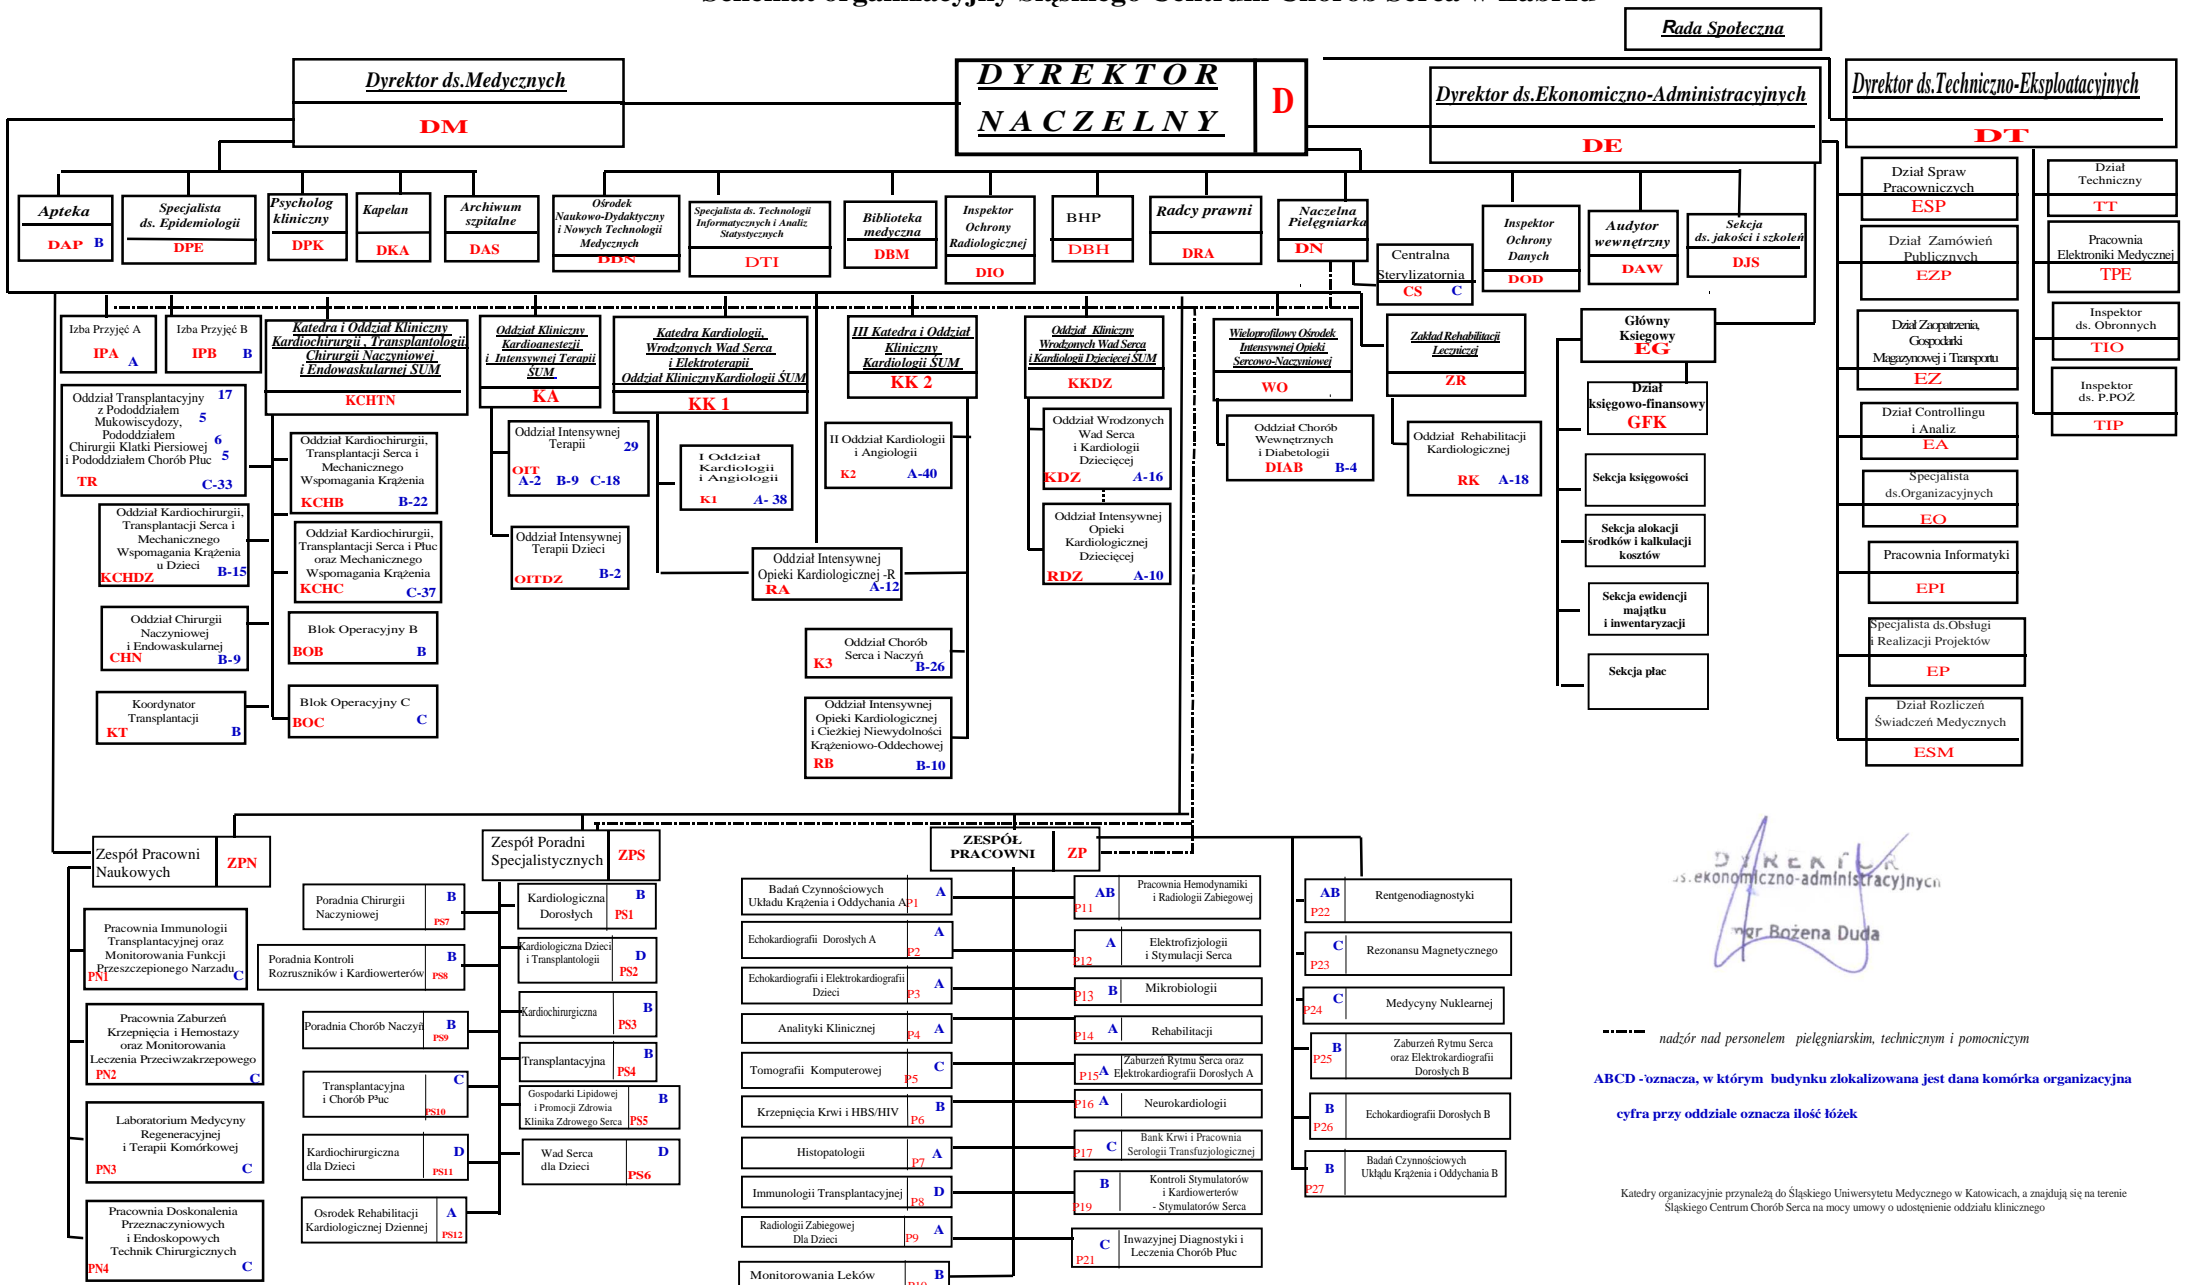 Schemat organizacyjny Śląskiego Centrum Chorób Serca w Zabrzu
Rada Społeczna
Dyrektor ds.Medycznych
DM
DYREKTOR
NACZELNY
D
Dyrektor ds.Ekonomiczno-Administracyjnych
DE
Dyrektor ds.Techniczno-Eksploatacyjnych
DT
Apteka
DAP B
Specjalista
ds. Epidemiologii
DPE
Psycholog
kliniczny
DPK
Kapelan
DKA
Archiwum
szpitalne
DAS
Ośrodek
Naukowo-Dydaktyczny
i Nowych Technologii
Medycznych
DDN
Specjalista ds. Technologii
Informatycznych i Analiz
Statystycznych
DTI
Biblioteka
medyczna
DBM
Inspektor
Ochrony
Radiologicznej
DIO
BHP
DBH
Radcy prawni
DRA
Naczelna
Pielęgniarka
DN
Centralna
Sterylizatornia
CS C
Inspektor
Ochrony
Danych
DOD
Audytor
wewnętrzny
DAW
Sekcja
ds. jakości i szkoleń
DJS
Dział Spraw
Pracowniczych
ESP
Dział Zamówień
Publicznych
EZP
Dział Zaopatrzenia,
Gospodarki
Magazynowej i Transportu
EZ
Dział Controllingu
i Analiz
EA
Specjalista
ds.Organizacyjnych
EO
Pracownia Informatyki
EPI
Specjalista ds.Obsługi
i Realizacji Projektów
EP
Dział Rozliczeń
Świadczeń Medycznych
ESM
Dział
Techniczny
TT
Pracownia
Elektroniki Medycznej
TPE
Inspektor
ds. Obronnych
TIO
Inspektor
ds. P.POŻ
TIP
Izba Przyjęć A
IPA
A
Izba Przyjęć B
IPB B
Katedra i Oddział Kliniczny
Kardiochirurgii , Transplantologii,
Chirurgii Naczyniowej
i Endowaskularnej ŚUM
KCHTN
Oddział Kliniczny
Kardioanestezji
i Intensywnej Terapii
ŚUM
KA
Katedra Kardiologii,
Wrodzonych Wad Serca
i Elektroterapii
Oddział KlinicznyKardiologii ŚUM
KK 1
III Katedra i Oddział
Kliniczny
Kardiologii ŚUM
KK 2
Oddział Kliniczny
Wrodzonych Wad Serca
i Kardiologii Dziecięcej ŚUM
KKDZ
Wieloprofilowy Ośrodek
Intensywnej Opieki
Sercowo-Naczyniowej
WO
Zakład Rehabilitacji
Leczniczej
ZR
Główny
Księgowy
EG
Dział
księgowo-finansowy
GFK
Sekcja księgowości
Sekcja alokacji
środków i kalkulacji
kosztów
Sekcja ewidencji
majątku
i inwentaryzacji
Sekcja płac
Oddział Transplantacyjny 17
z Pododdziałem
Mukowiscydozy, 5
Pododdziałem
Chirurgii Klatki Piersiowej 6
i Pododdziałem Chorób Płuc 5
TR C-33
Oddział Kardiochirurgii,
Transplantacji Serca i
Mechanicznego
Wspomagania Krążenia
u Dzieci
KCHDZ B-15
Oddział Chirurgii
Naczyniowej
i Endowaskularnej
CHN B-9
Koordynator
Transplantacji
KT B
Oddział Kardiochirurgii,
Transplantacji Serca i
Mechanicznego
Wspomagania Krążenia
KCHB B-22
Oddział Kardiochirurgii,
Transplantacji Serca i Płuc
oraz Mechanicznego
Wspomagania Krążenia
KCHC C-37
Blok Operacyjny B
BOB B
Blok Operacyjny C
BOC C
Oddział Intensywnej
Terapii 29
OIT
A-2 B-9 C-18
Oddział Intensywnej
Terapii Dzieci
OITDZ B-2
I Oddział
Kardiologii
i Angiologii
K1 A- 38
Oddział Intensywnej
Opieki Kardiologicznej -R
RA A-12
II Oddział Kardiologii
i Angiologii
K2 A-40
Oddział Chorób
Serca i Naczyń
K3 B-26
Oddział Intensywnej
Opieki Kardiologicznej
i Cieżkiej Niewydolności
Krążeniowo-Oddechowej
RB B-10
Oddział Wrodzonych
Wad Serca
i Kardiologii
Dziecięcej
KDZ A-16
Oddział Intensywnej
Opieki
Kardiologicznej
Dziecięcej
RDZ A-10
Oddział Chorób
Wewnętrznych
i Diabetologii
DIAB B-4
Oddział Rehabilitacji
Kardiologicznej
RK A-18
Zespół Pracowni
Naukowych
ZPN
Pracownia Immunologii
Transplantacyjnej oraz
Monitorowania Funkcji
Przeszczepionego Narzadu
PN1 C
Pracownia Zaburzeń
Krzepnięcia i Hemostazy
oraz Monitorowania
Leczenia Przeciwzakrzepowego
PN2 C
Laboratorium Medycyny
Regeneracyjnej
i Terapii Komórkowej
PN3 C
Pracownia Doskonalenia
Przeznaczyniowych
i Endoskopowych
Technik Chirurgicznych
PN4 C
Zespół Poradni
Specjalistycznych
ZPS
Poradnia Chirurgii
Naczyniowej
B
PS7
Poradnia Kontroli
Rozruszników i Kardiowerterów
B
PS8
Poradnia Chorób Naczyń
B
PS9
Transplantacyjna
i Chorób Płuc
C
PS10
Kardiochirurgiczna
dla Dzieci
D
PS11
Osrodek Rehabilitacji
Kardiologicznej Dziennej
A
PS12
Kardiologiczna
Dorosłych
B
PS1
Kardiologiczna Dzieci
i Transplantologii
D
PS2
Kardiochirurgiczna
B
PS3
Transplantacyjna
B
PS4
Gospodarki Lipidowej
i Promocji Zdrowia
Klinika Zdrowego Serca
B
PS5
Wad Serca
dla Dzieci
D
PS6
ZESPÓŁ
PRACOWNI
ZP
Badań Czynnościowych
Układu Krążenia i Oddychania A
P1 A
Echokardiografii Dorosłych A
P2 A
Echokardiografii i Elektrokardiografii
Dzieci
P3 A
Analityki Klinicznej
P4 A
Tomografii Komputerowej
P5 C
Krzepnięcia Krwi i HBS/HIV
P6 B
Histopatologii
P7 A
Immunologii Transplantacyjnej
P8 D
Radiologii Zabiegowej
Dla Dzieci
P9 A
Monitorowania Leków
P10 B
AB
P11
Pracownia Hemodynamiki
i Radiologii Zabiegowej
A
P12
Elektrofizjologii
i Stymulacji Serca
P13 B
Mikrobiologii
P14 A
Rehabilitacji
P15 A
Zaburzeń Rytmu Serca oraz
Elektrokardiografii Dorosłych A
P16 A
Neurokardiologii
P17 C
Bank Krwi i Pracownia
Serologii Transfuzjologicznej
B
P19
Kontroli Stymulatorów
i Kardiowerterów
- Stymulatorów Serca
C
P21
Inwazyjnej Diagnostyki i
Leczenia Chorób Płuc
AB
P22
Rentgenodiagnostyki
C
P23
Rezonansu Magnetycznego
C
P24
Medycyny Nuklearnej
B
P25
Zaburzeń Rytmu Serca
oraz Elektrokardiografii
Dorosłych B
B
P26
Echokardiografii Dorosłych B
B
P27
Badań Czynnościowych
Układu Krążenia i Oddychania B
DYREKTOR
ds.ekonomiczno-administracyjnych
mgr Bożena Duda
nadzór nad personelem pielęgniarskim, technicznym i pomocniczym
ABCD - oznacza, w którym budynku zlokalizowana jest dana komórka organizacyjna
cyfra przy oddziale oznacza ilość łóżek
Katedry organizacyjnie przynależą do Śląskiego Uniwersytetu Medycznego w Katowicach, a znajdują się na terenie
Śląskiego Centrum Chorób Serca na mocy umowy o udostęnienie oddziału klinicznego